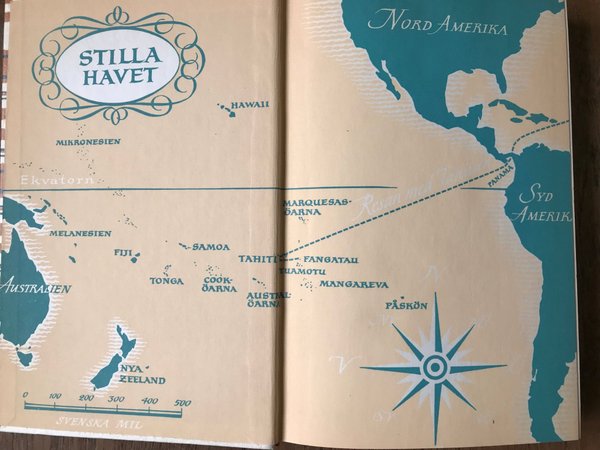 STILLA
HAVET
NORD AMERIKA
HAWAII
MIKRONESIEN
Ekvatorn
PANAMA
SYD
AMERIKA
MARQUESAS-
ÖARNA
MELANESIEN
SAMOA
FIJI
TAHITI
FANGATAU
TUAMOTU
TONGA
COOK-
ÖARNA
MANGAREVA
AUSTRAL-
ÖARNA
AUSTRALIEN
PÅSKÖN
N
V
NYA
ZEELAND
0 100 200 300 400 500
SVENSKA MIL